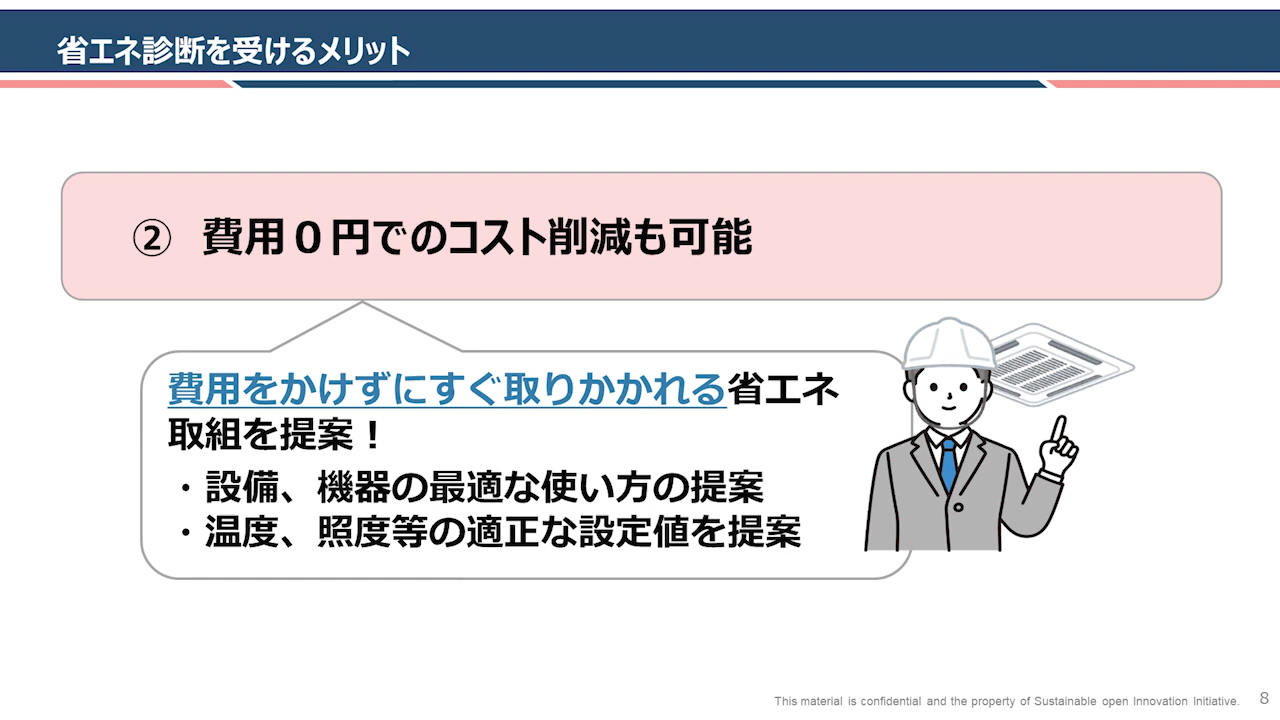 省エネ診断を受けるメリット
② 費用０円でのコスト削減も可能
費用をかけずにすぐ取りかかれる省エネ
取組を提案！
・設備、機器の最適な使い方の提案
・温度、照度等の適正な設定値を提案
This material is confidential and the property of Sustainable open Innovation Initiative.
8